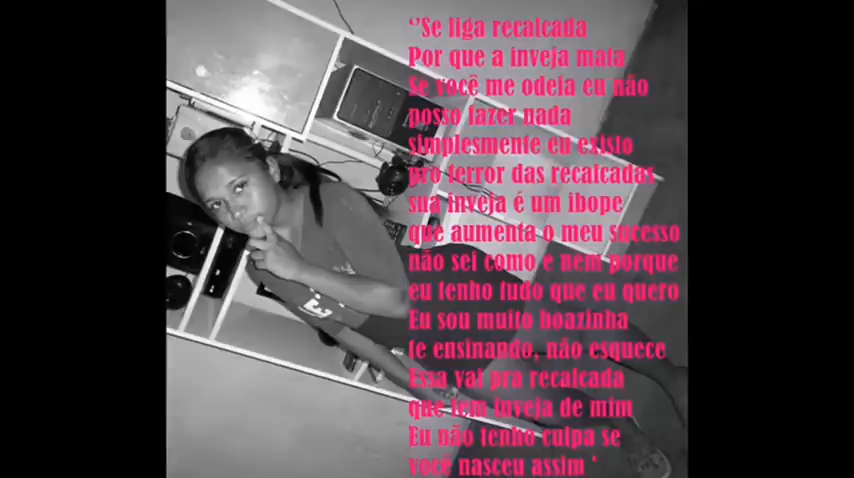 ‘’Se liga recalcada
Por que a inveja mata
Se você me odeia eu não
posso fazer nada
simplesmente eu existo
pro terror das recalcadas
sua inveja é um ibope
que aumenta o meu sucesso
não sei como e nem porque
eu tenho tudo que eu quero
Eu sou muito boazinha
te ensinando, não esquece
Essa vai pra recalcada
que tem inveja de mim
Eu não tenho culpa se
você nasceu assim '